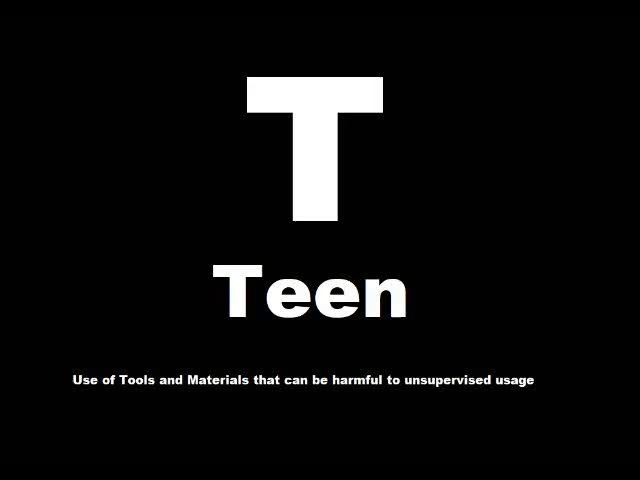 T
Teen
Use of Tools and Materials that can be harmful to unsupervised usage